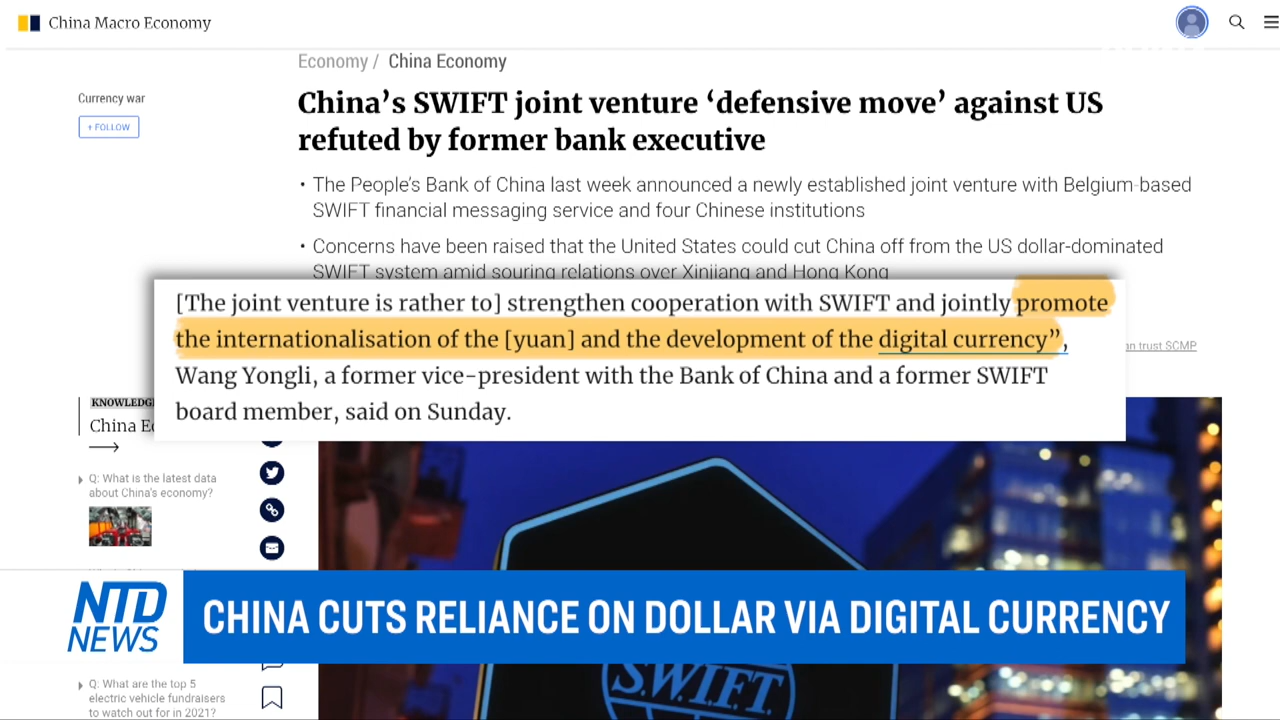 China Macro Economy
Economy / China Economy
Currency war
+ FOLLOW
China's SWIFT joint venture ‘defensive move’ against US
refuted by former bank executive
• The People's Bank of China last week announced a newly established joint venture with Belgium-based
SWIFT financial messaging service and four Chinese institutions
• Concerns have been raised that the United States could cut China off from the US dollar-dominated
SWIFT system amid souring relations over Xinjiang and Hong Kong
[The joint venture is rather to] strengthen cooperation with SWIFT and jointly promote
the internationalisation of the [yuan] and the development of the digital currency”,
Wang Yongli, a former vice-president with the Bank of China and a former SWIFT
board member, said on Sunday.
trust SCMP
KNOWLEDG
China Ec
Q: What is the latest data
about China's economy?
NTD
NEWS
CHINA CUTS RELIANCE ON DOLLAR VIA DIGITAL CURRENCY
S.W.I.F.T.
Q: What are the top 5
electric vehicle fundraisers
to watch out for in 2021?